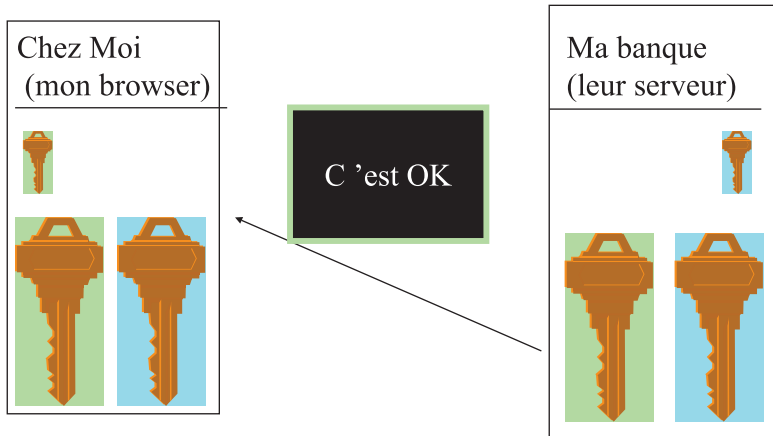 Chez Moi
(mon browser)
C ’est OK
Ma banque
(leur serveur)